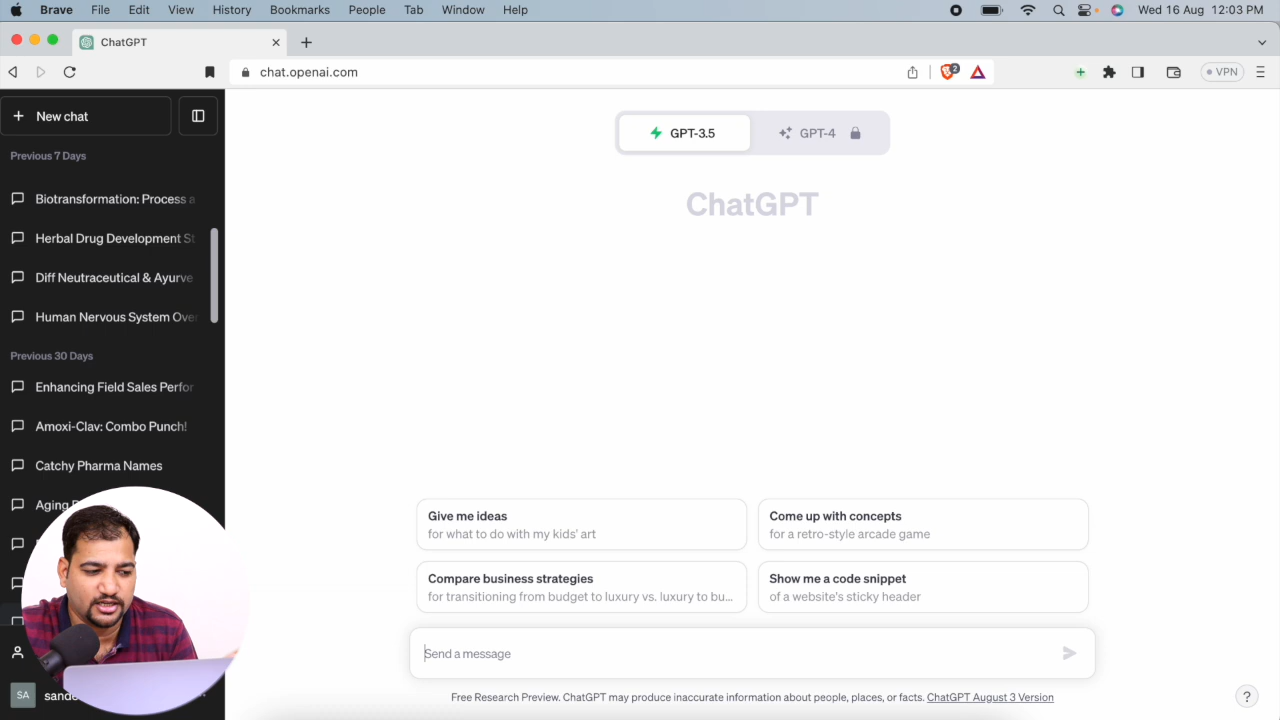 Brave File Edit View History Bookmarks People Tab Window Help Wed 16 Aug 12:03 PM
ChatGPT
chat.openai.com 2 VPN
New chat
Previous 7 Days
Biotransformation: Process a
Herbal Drug Development St
Diff Neutraceutical & Ayurve
Human Nervous System Over
Previous 30 Days
Enhancing Field Sales Perfor
Amoxi-Clav: Combo Punch!
Catchy Pharma Names
Aging
SA sande
GPT-3.5 GPT-4
ChatGPT
Give me ideas
for what to do with my kids' art
Come up with concepts
for a retro-style arcade game
Compare business strategies
for transitioning from budget to luxury vs. luxury to bu...
Show me a code snippet
of a website's sticky header
Send a message
Free Research Preview. ChatGPT may produce inaccurate information about people, places, or facts. ChatGPT August 3 Version
?